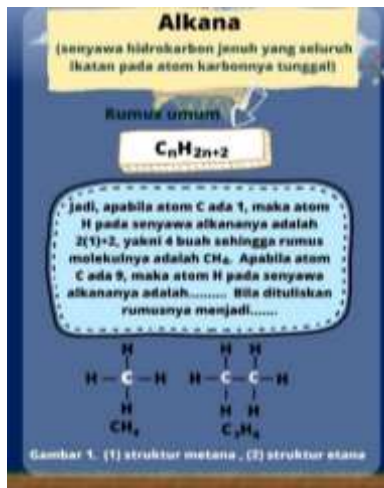 Alkana
(senyawa hidrokarbon jenuh yang seluruh
ikatan pada atom karbonnya tunggal)
Rumus umum
CnH2n+2
Jadi, apabila atom C ada 1, maka atom
H pada senyawa alkananya adalah
2(1)+2, yakni 4 buah sehingga rumus
molekulnya adalah CH4. Apabila atom
C ada 9, maka atom H pada senyawa
alkananya adalah......... Bila dituliskan
rumusnya menjadi.......
H H H
H-C-H H-C-C-H
H H H
CH4 C2H6
Gambar 1. (1) struktur metana , (2) struktur etana